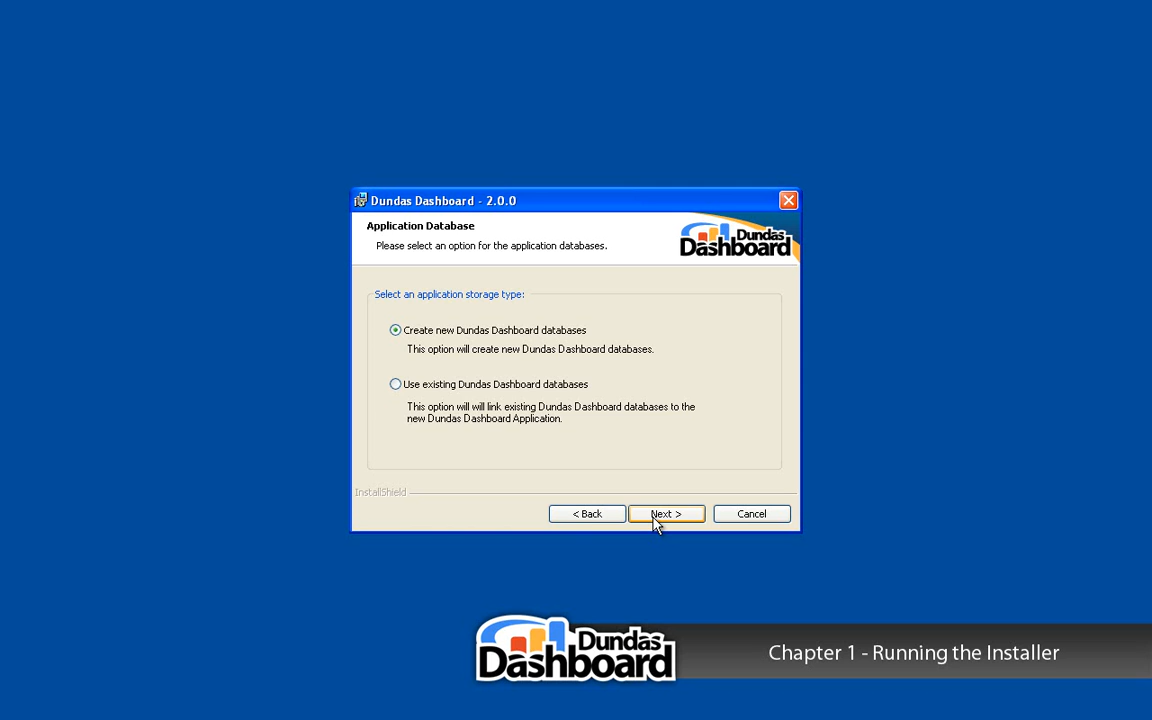 Dundas Dashboard - 2.0.0
Application Database
Please select an option for the application databases.
Dundas
Dashboard
Select an application storage type:
Create new Dundas Dashboard databases
This option will create new Dundas Dashboard databases.
Use existing Dundas Dashboard databases
This option will will link existing Dundas Dashboard databases to the
new Dundas Dashboard Application.
InstallShield
< Back
Next >
Cancel
Dundas
Dashboard
Chapter 1 - Running the Installer